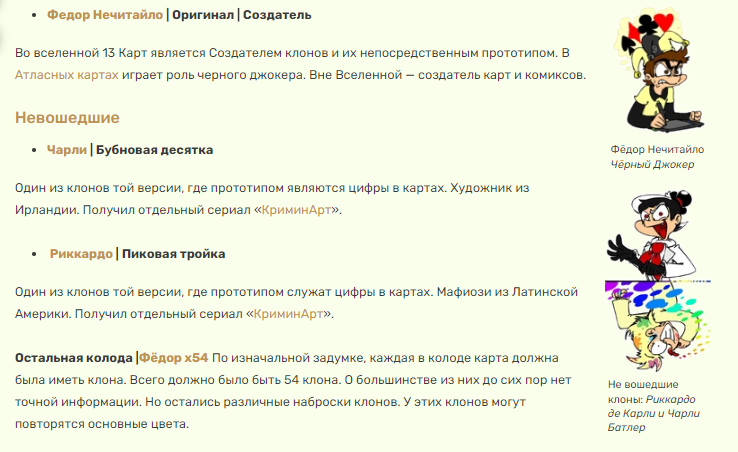 Федор Нечитайло | Оригинал | Создатель
Во вселенной 13 Карт является Создателем клонов и их непосредственным прототипом. В
Атласных картах играет роль черного джокера. Вне Вселенной — создатель карт и комиксов.
Фёдор Нечитайло
Чёрный Джокер
Невошедшие
Чарли | Бубновая десятка
Один из клонов той версии, где прототипом являются цифры в картах. Художник из
Ирландии. Получил отдельный сериал «КриминАрт».
Риккардо | Пиковая тройка
Один из клонов той версии, где прототипом служат цифры в картах. Мафиози из Латинской
Америки. Получил отдельный сериал «КриминАрт».
Остальная колода |Фёдор x54 По изначальной задумке, каждая в колоде карта должна
была иметь клона. Всего должно было быть 54 клона. О большинстве из них до сих пор нет
точной информации. Но остались различные наброски клонов. У этих клонов могут
повторятся основные цвета.
Не вошедшие
клоны: Риккардо
де Карли и Чарли
Батлер